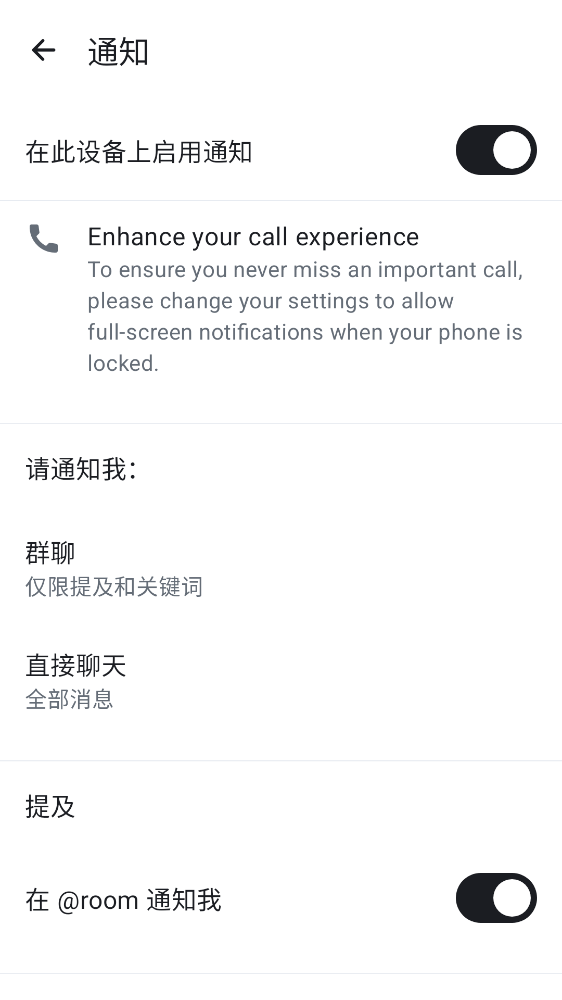 通知
在此设备上启用通知
Enhance your call experience
To ensure you never miss an important call,
please change your settings to allow
full-screen notifications when your phone is
locked.
请通知我：
群聊
仅限提及和关键词
直接聊天
全部消息
提及
在 @room 通知我